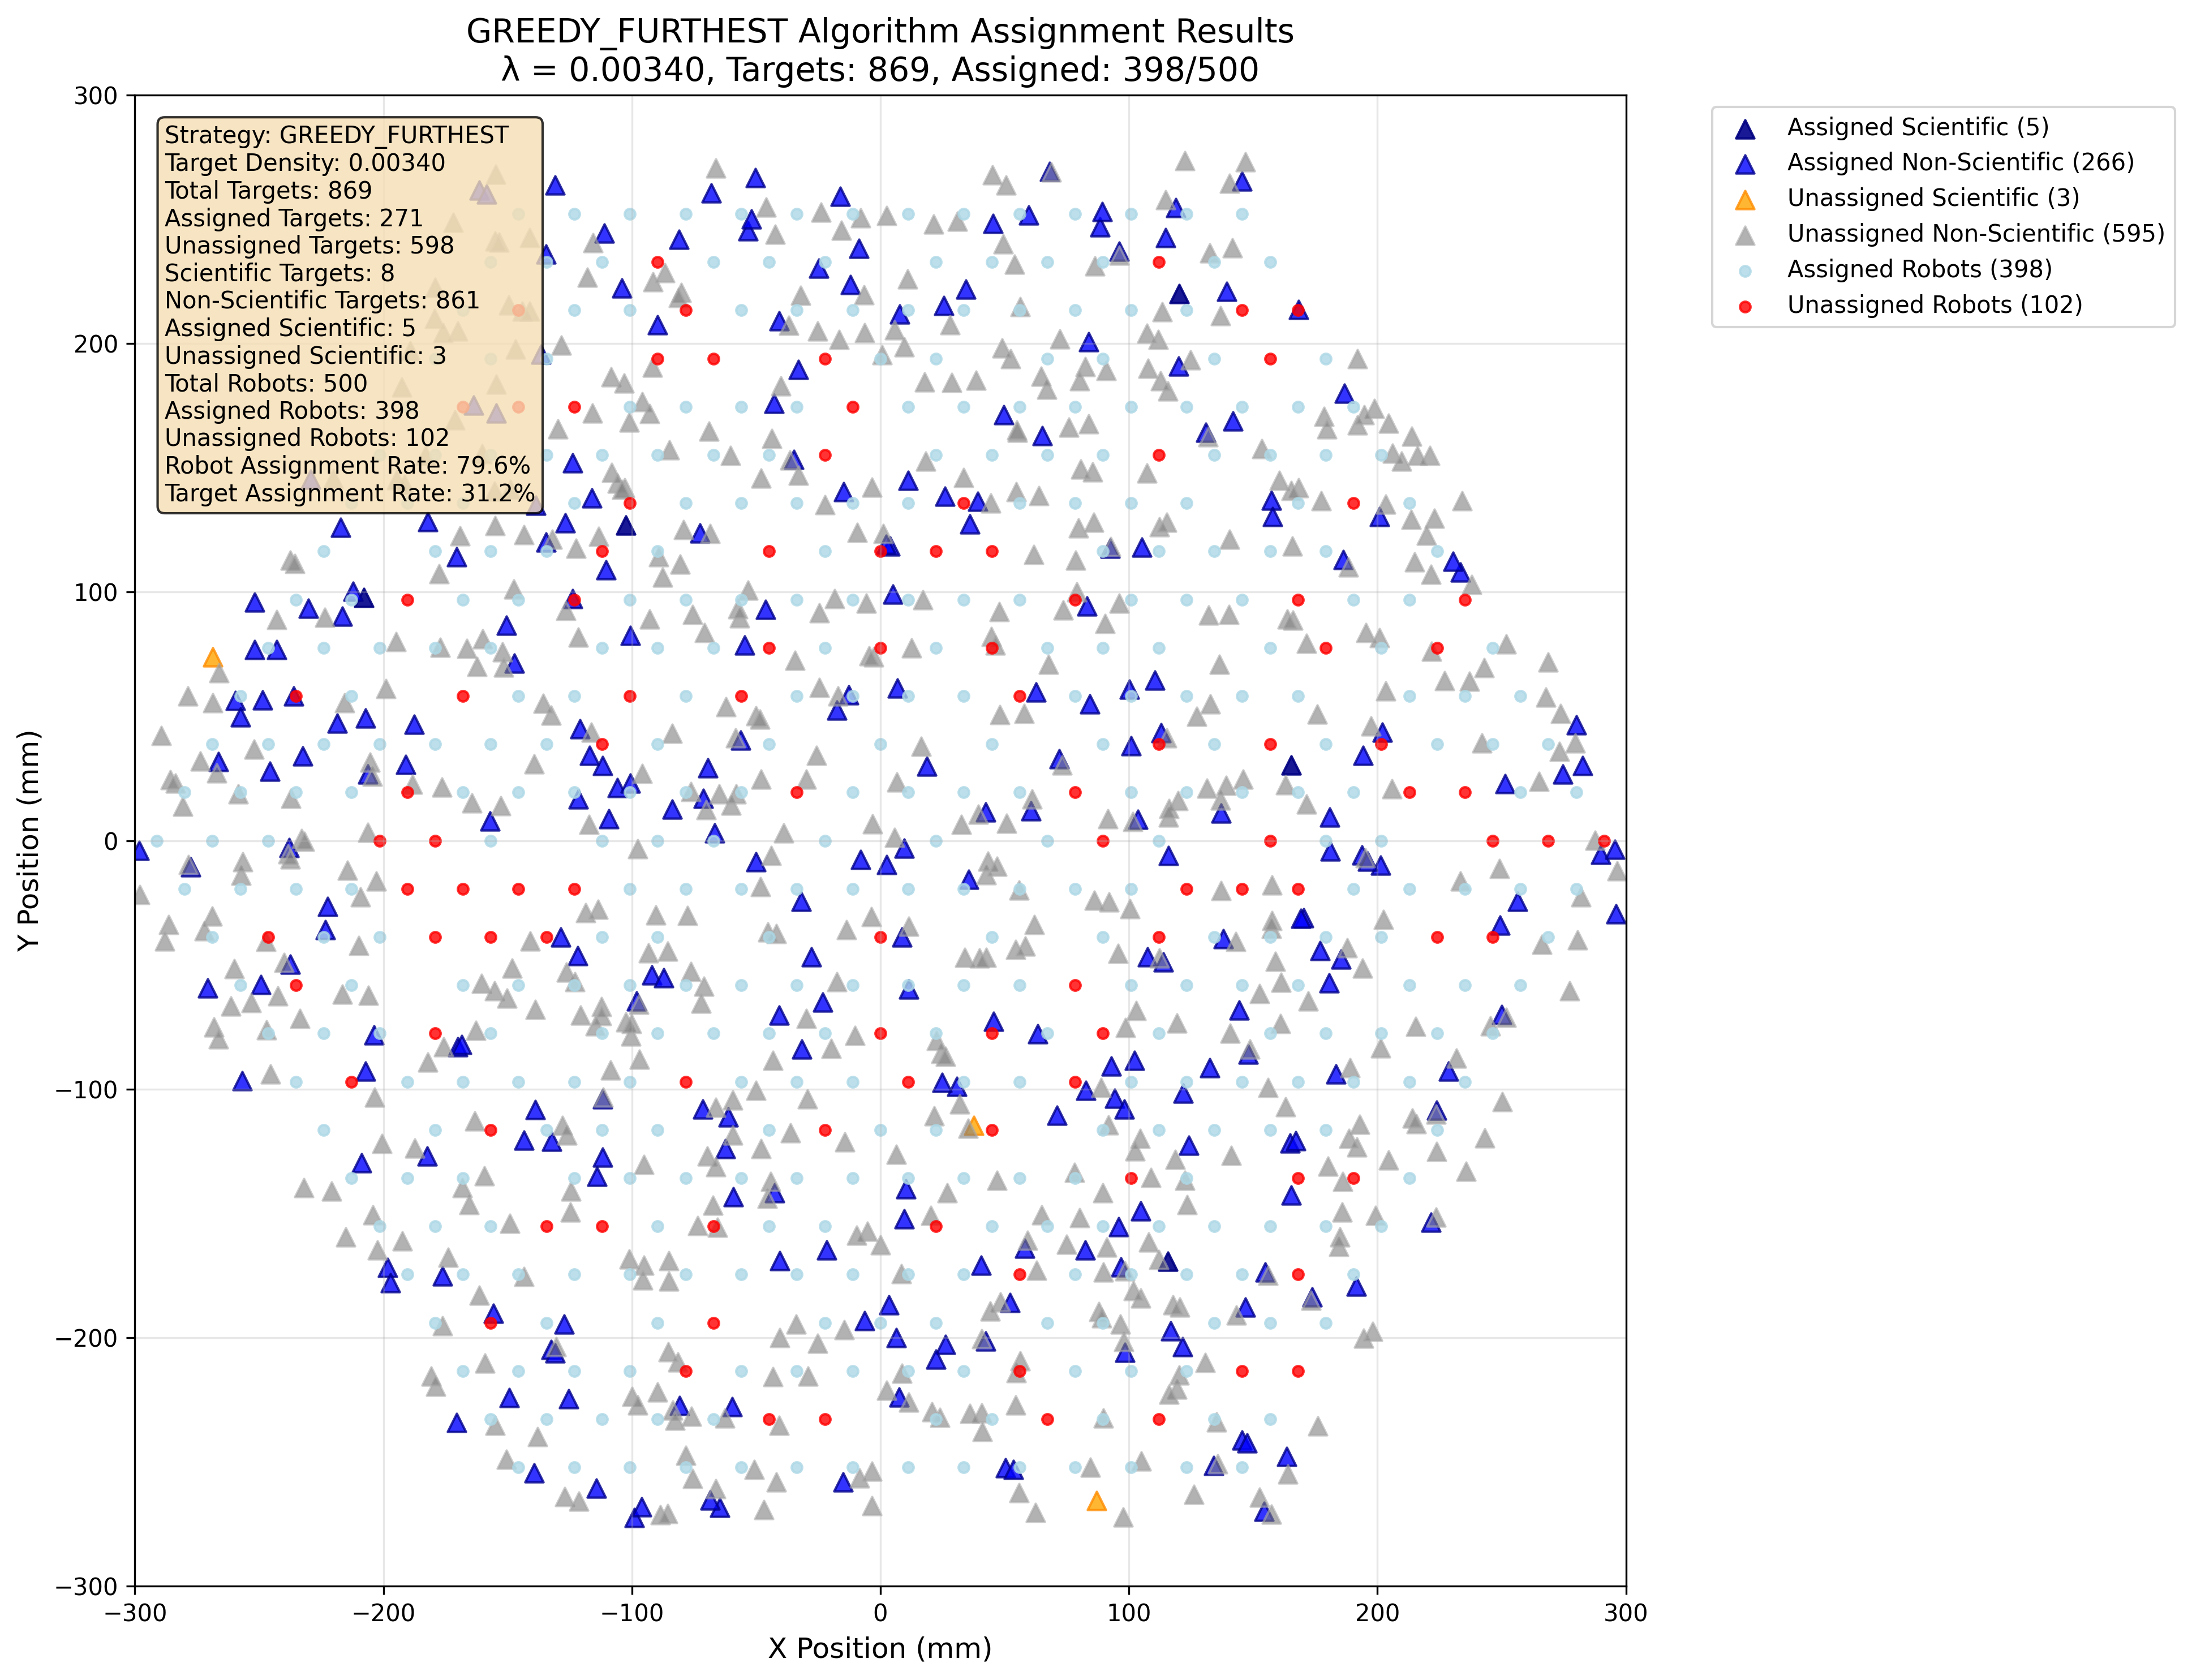 GREEDY_FURTHEST Algorithm Assignment Results
λ = 0.00340, Targets: 869, Assigned: 398/500
Strategy: GREEDY_FURTHEST
Target Density: 0.00340
Total Targets: 869
Assigned Targets: 271
Unassigned Targets: 598
Scientific Targets: 8
Non-Scientific Targets: 861
Assigned Scientific: 5
Unassigned Scientific: 3
Total Robots: 500
Assigned Robots: 398
Unassigned Robots: 102
Robot Assignment Rate: 79.6%
Target Assignment Rate: 31.2%
Assigned Scientific (5)
Assigned Non-Scientific (266)
Unassigned Scientific (3)
Unassigned Non-Scientific (595)
Assigned Robots (398)
Unassigned Robots (102)
Y Position (mm)
300
200
100
0
−100
−200
−300
−300
−200
−100
0
100
200
300
X Position (mm)